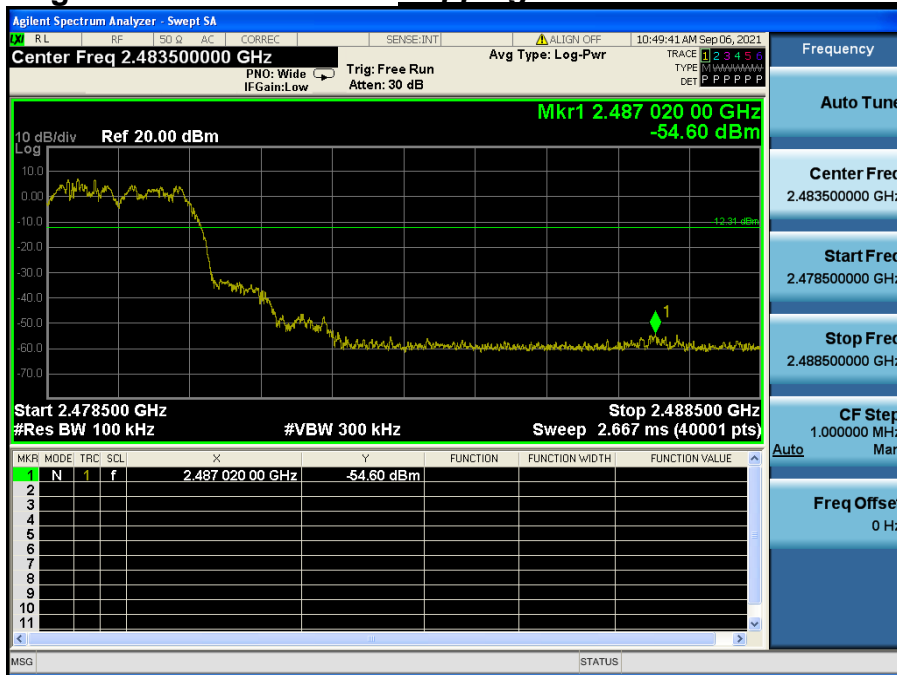 Agilent Spectrum Analyzer - Swept SA
LXI RL RF 50 Ω AC CORREC SENSE:INT ALIGN OFF 10:49:41 AM Sep 06, 2021
Center Freq 2.483500000 GHz
PNO: Wide
IFGain:Low
Trig: Free Run
Atten: 30 dB
Avg Type: Log-Pwr
TRACE 1 2 3 4 5 6
TYPE M
DET P P P P P P
Mkr1 2.487 020 00 GHz
-54.60 dBm
10 dB/div Ref 20.00 dBm
Log
10.0
0.00
-10.0
-12.31 dBm
-20.0
-30.0
-40.0
-50.0
1
-60.0
-70.0
Start 2.478500 GHz Stop 2.488500 GHz
#Res BW 100 kHz #VBW 300 kHz Sweep 2.667 ms (40001 pts)
MKR MODE TRC SCL X Y FUNCTION FUNCTION WIDTH FUNCTION VALUE
1 N 1 f 2.487 020 00 GHz -54.60 dBm
2
3
4
5
6
7
8
9
10
11
MSG STATUS
Frequency
Auto Tune
Center Freq
2.483500000 GHz
Start Freq
2.478500000 GHz
Stop Freq
2.488500000 GHz
CF Step
1.000000 MHz
Auto Man
Freq Offset
0 Hz